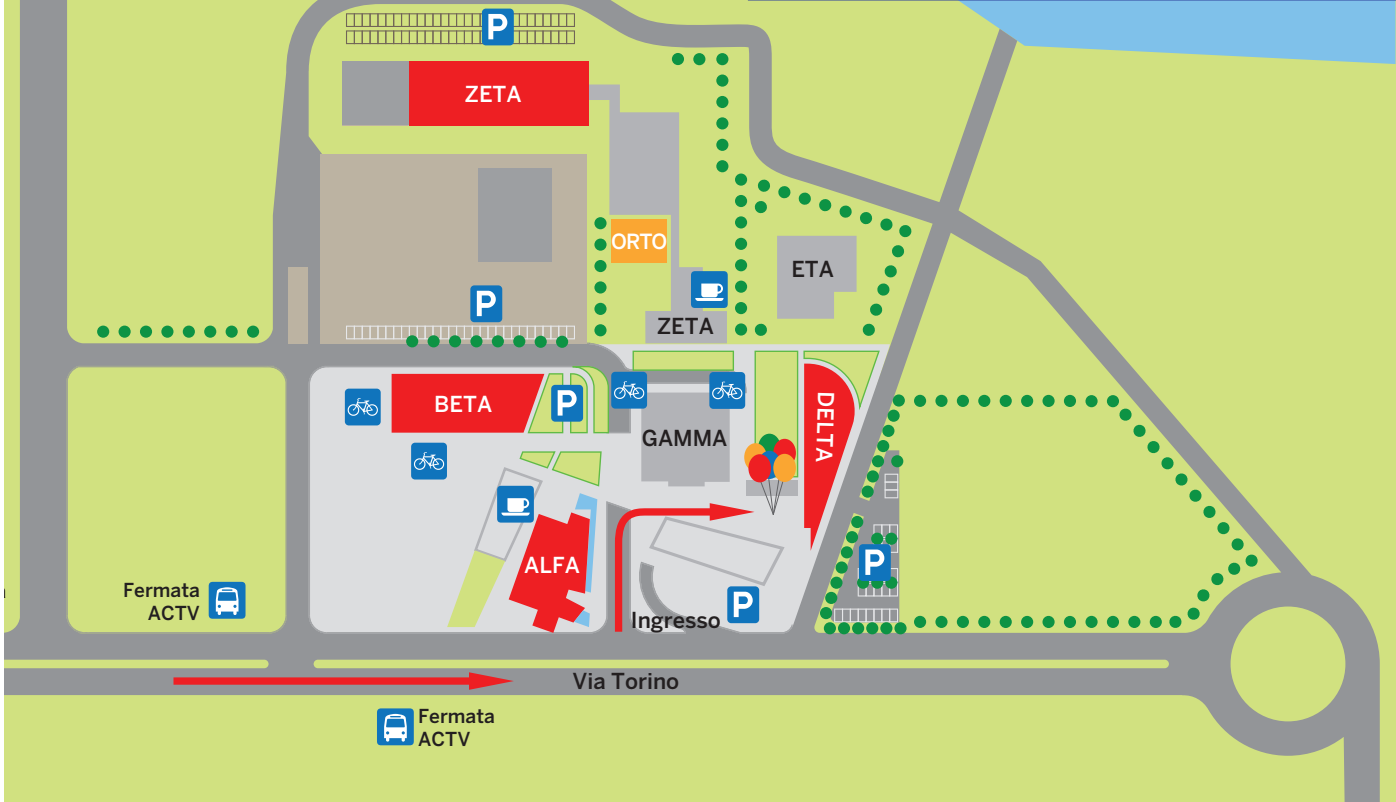 P
ZETA
ORTO
ETA
P
ZETA
BETA
P
GAMMA
DELTA
ALFA
P
Fermata
ACTV
P
Ingresso
Via Torino
Fermata
ACTV